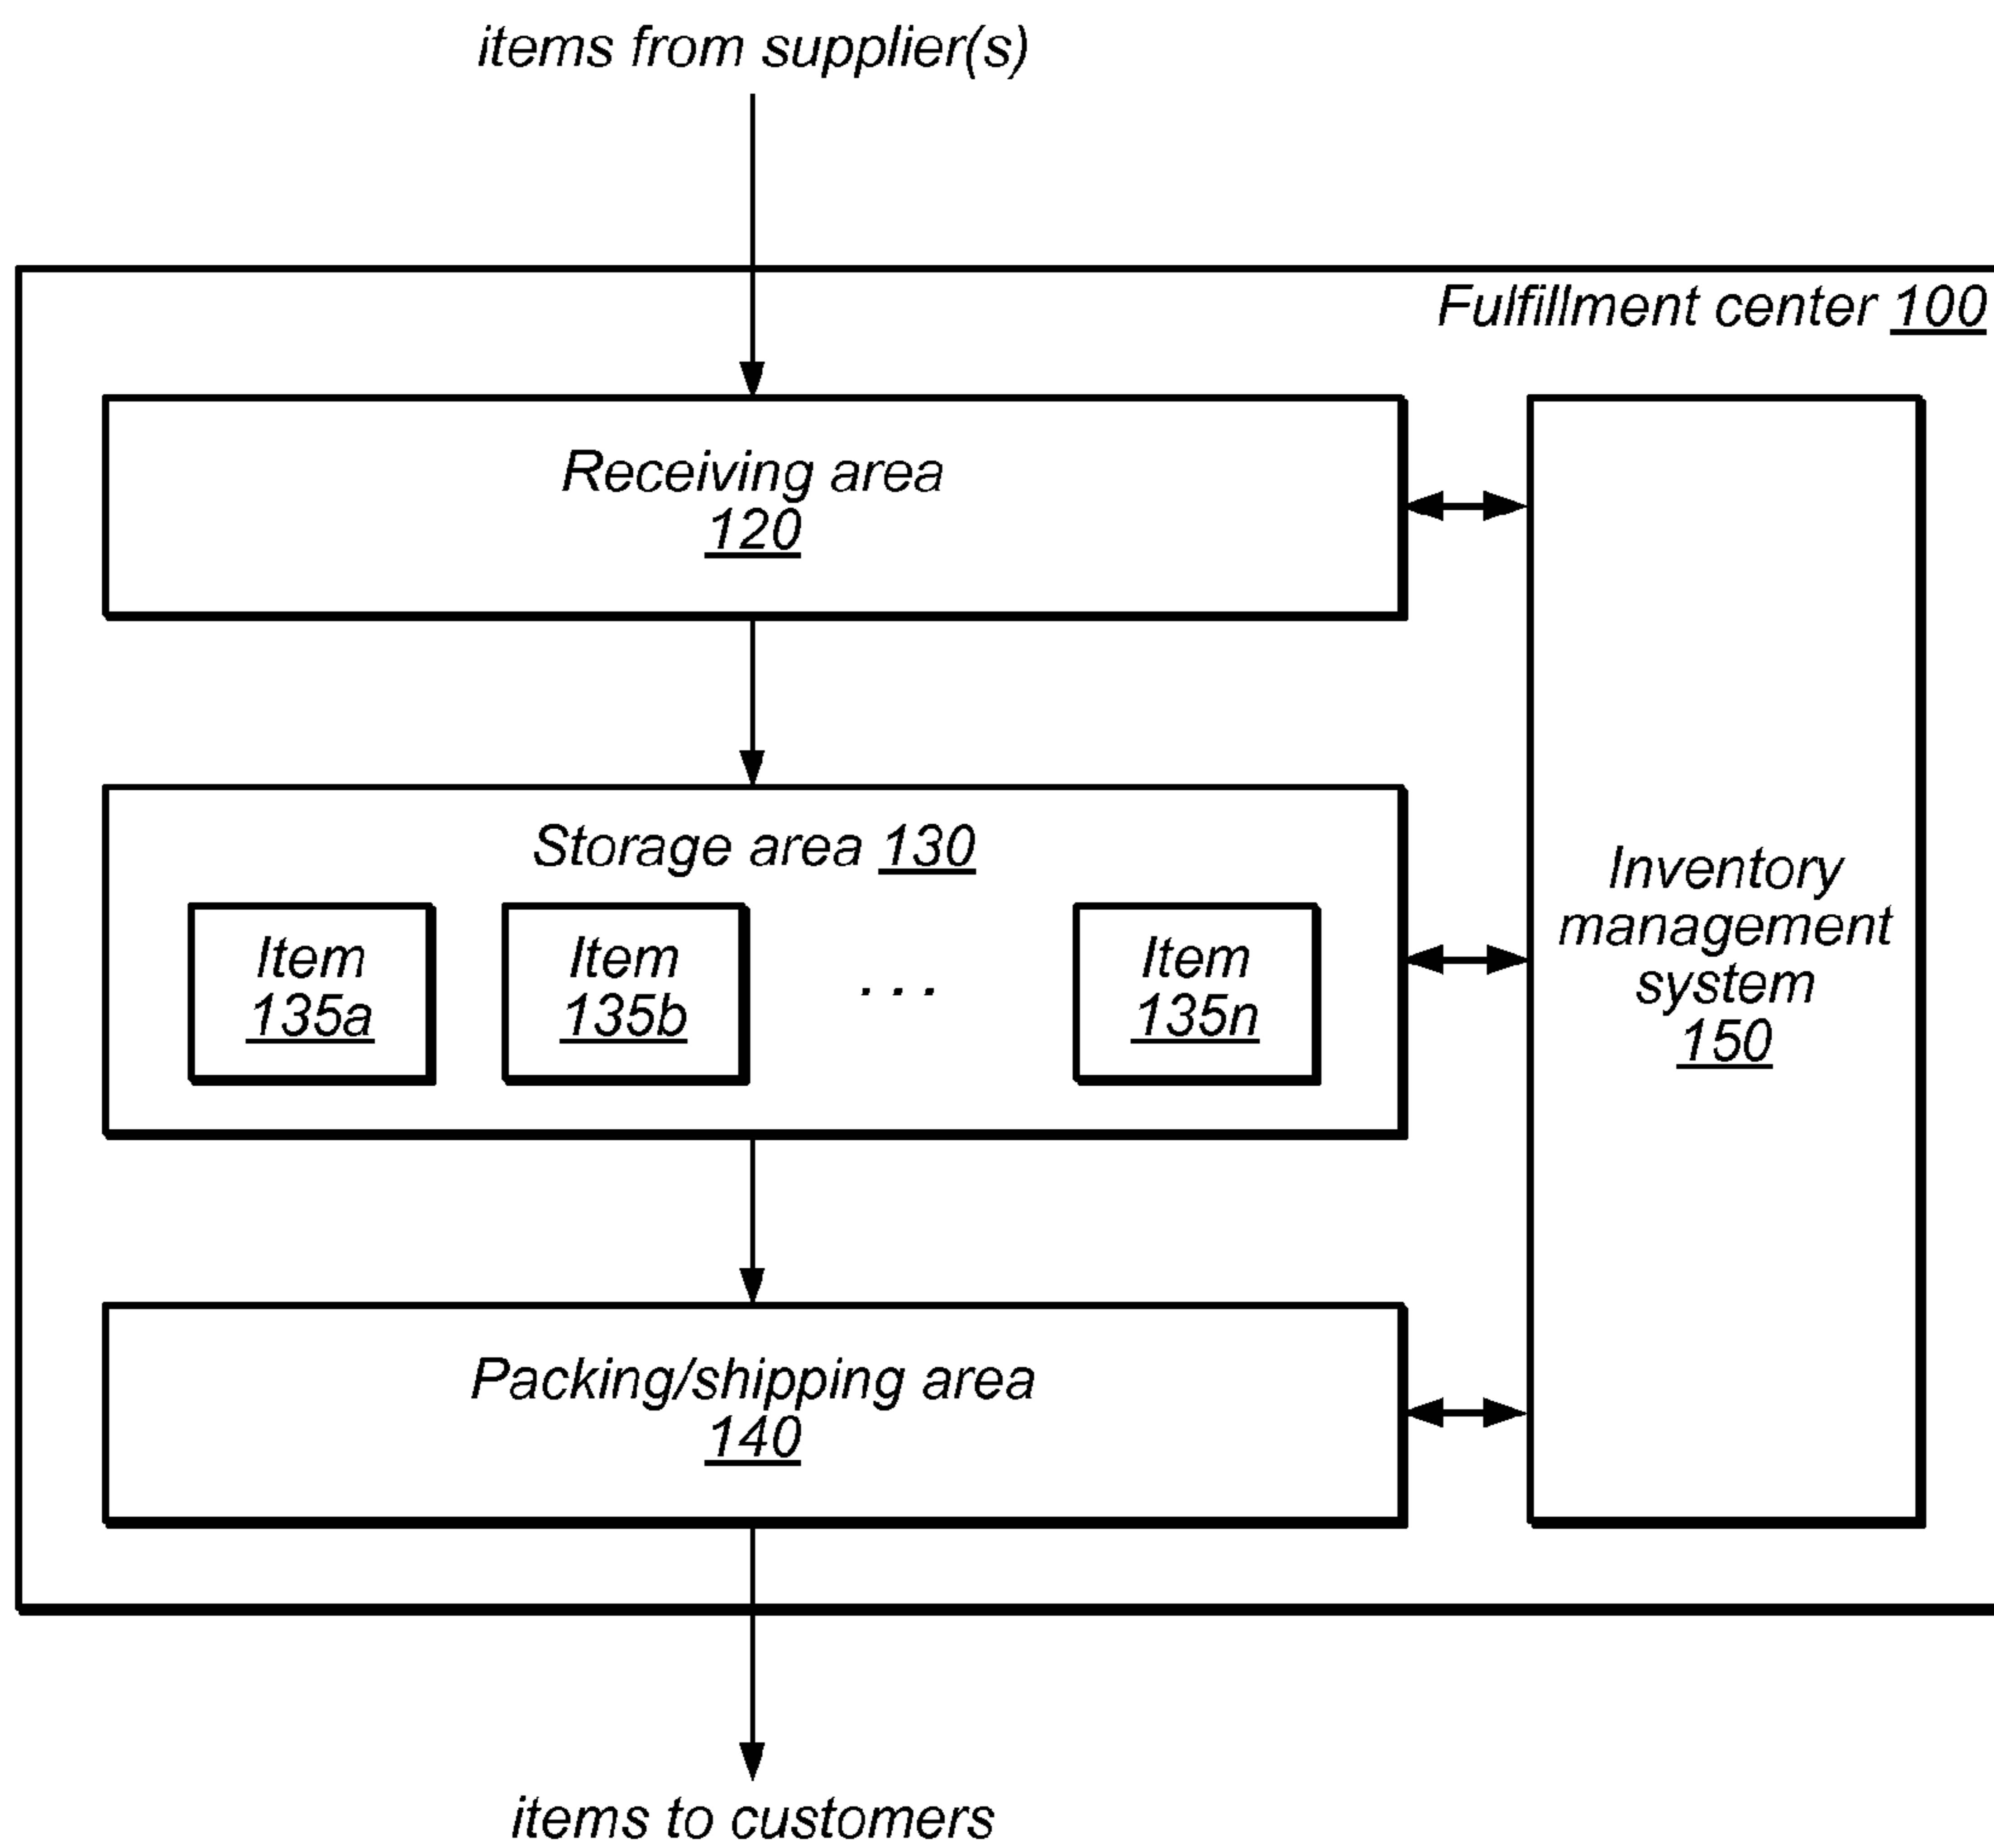 items from supplier(s)
Fulfillment center 100
Receiving area
120
Storage area 130
Item
135a
Item
135b
. . .
Item
135n
Inventory
management
system
150
Packing/shipping area
140
items to customers